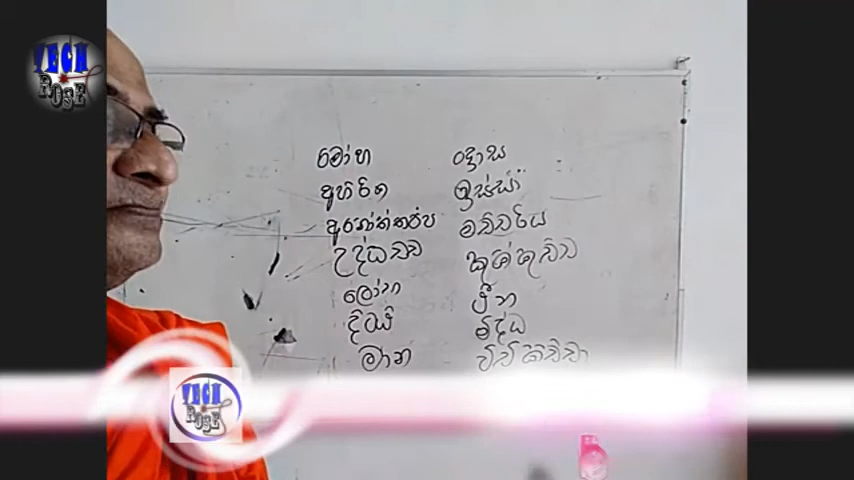 TECH ROSE
මෝහ දෝස
අහිරික ඉස්සා
අනෝත්තප්ප මච්ඡරිය
උද්ධච්ච කුක්කුච්ච
ලෝභ ථීන
දිට්ඨි මිද්ධ
මාන විචිකිච්ඡා
TECH ROSE